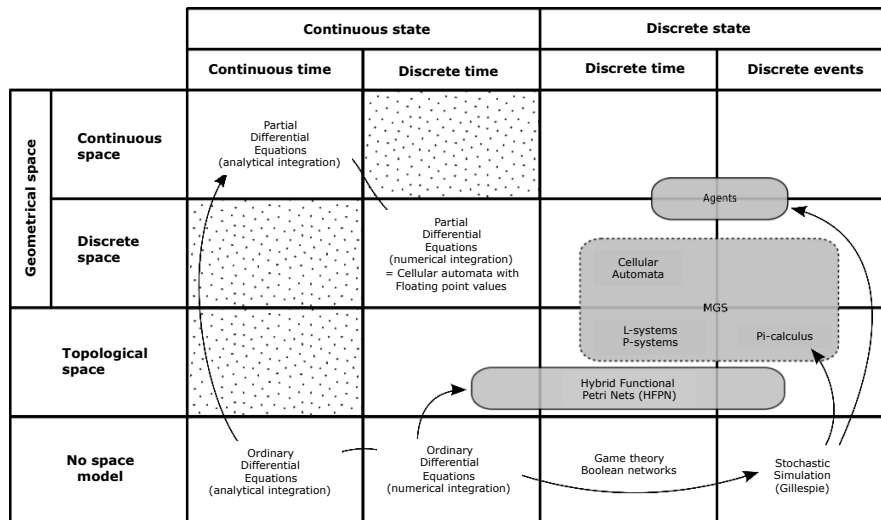 Continuous state
Discrete state
Continuous time
Discrete time
Discrete time
Discrete events
Geometrical space
Continuous
space
Partial
Differential
Equations
(analytical integration)
Agents
Discrete
space
Partial
Differential
Equations
(numerical integration)
= Cellular automata with
Floating point values
Cellular
Automata
MGS
Topological
space
L-systems
P-systems
Pi-calculus
Hybrid Functional
Petri Nets (HFPN)
No space
model
Ordinary
Differential
Equations
(analytical integration)
Ordinary
Differential
Equations
(numerical integration)
Game theory
Boolean networks
Stochastic
Simulation
(Gillespie)